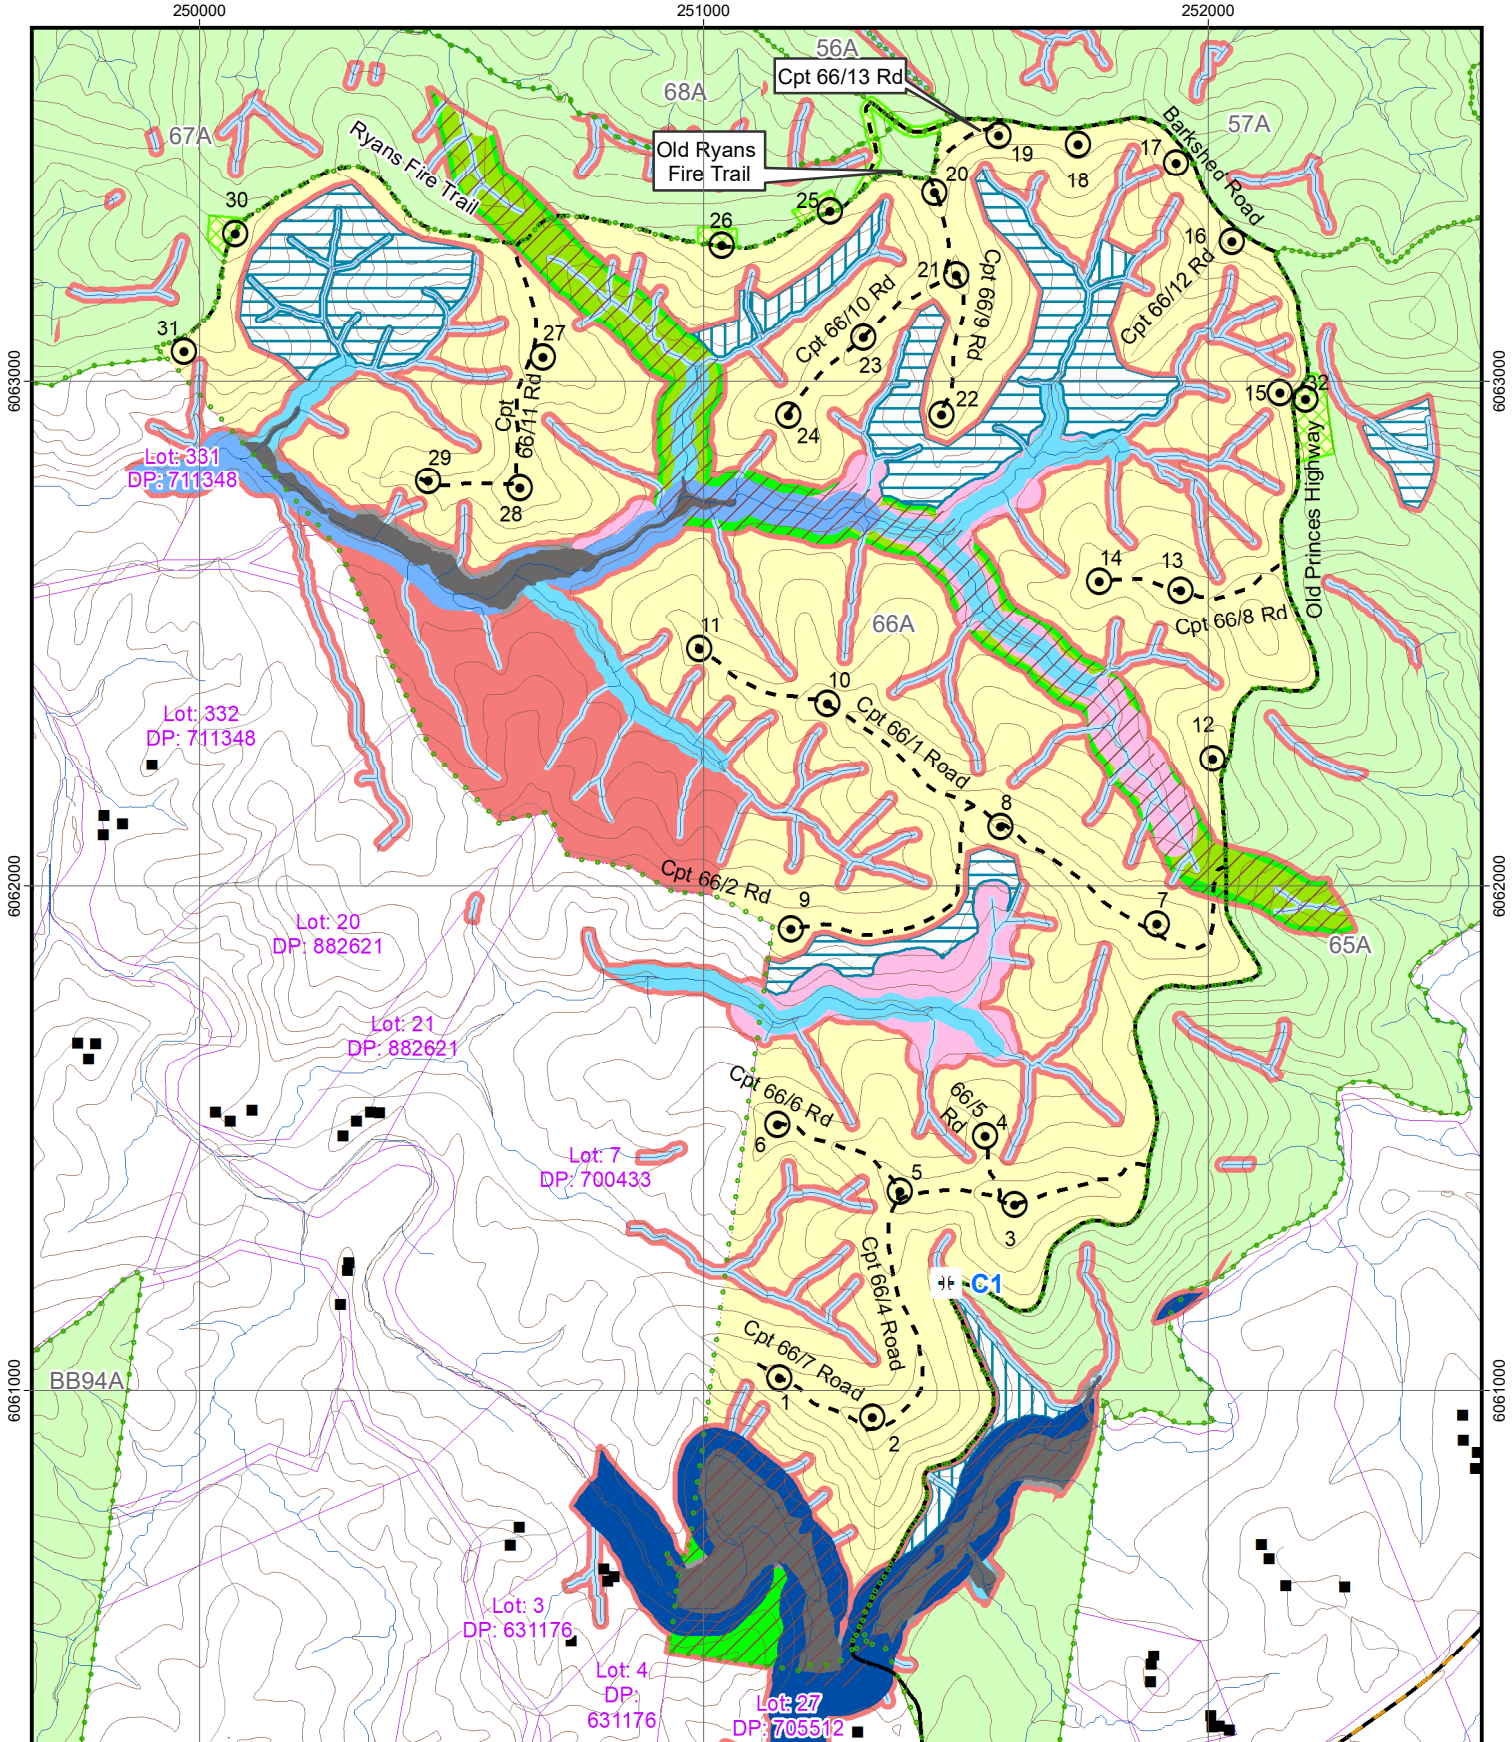 250000
251000
252000
56A
Cpt 66/13 Rd
68A
67A
57A
Barkshed Road
Ryans Fire Trail
Old Ryans
Fire Trail
19
18
17
20
30
25
26
16
21
Cpt 66/9 Rd
Cpt 66/10 Rd
Cpt 66/12 Rd
31
27
23
6063000
6063000
15
32
Cpt
66/11 Rd
22
24
29
28
Lot: 331
DP: 711348
Old Princes Highway
14
13
Cpt 66/8 Rd
66A
11
10
Cpt 66/1 Road
12
Lot: 332
DP: 711348
8
6062000
6062000
Cpt 66/2 Rd
9
7
Lot: 20
DP: 882621
65A
Lot: 21
DP: 882621
Cpt 66/6 Rd
66/5
Rd
4
6
Lot: 7
DP: 700433
5
3
Cpt 66/4 Road
C1
Cpt 66/7 Road
BB94A
6061000
6061000
1
2
Lot: 3
DP: 631176
Lot: 4
DP:
631176
Lot: 27
DP: 705512